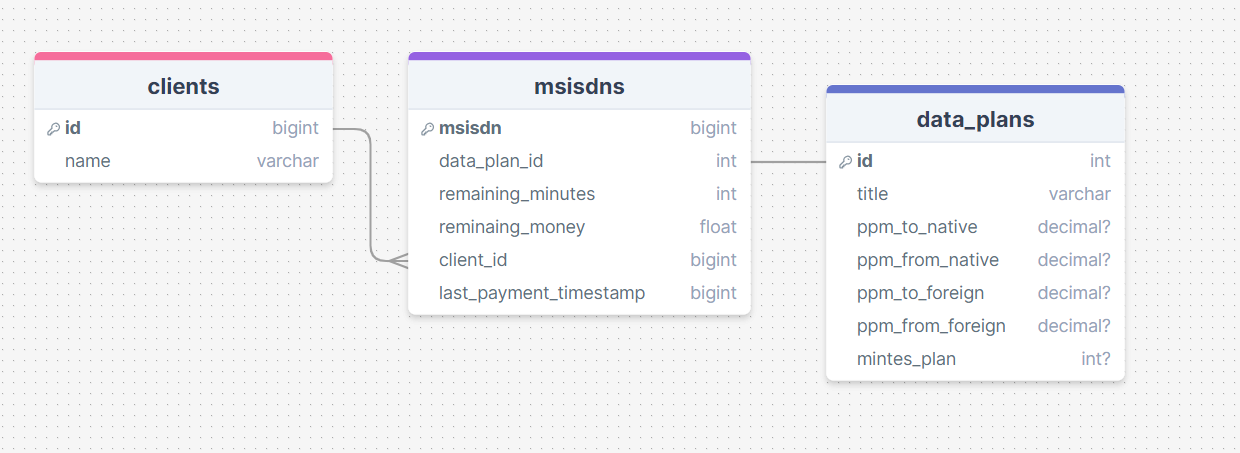 clients
id bigint
name varchar
msisdns
msisdn bigint
data_plan_id int
remaining_minutes int
reminaing_money float
client_id bigint
last_payment_timestamp bigint
data_plans
id int
title varchar
ppm_to_native decimal?
ppm_from_native decimal?
ppm_to_foreign decimal?
ppm_from_foreign decimal?
mintes_plan int?